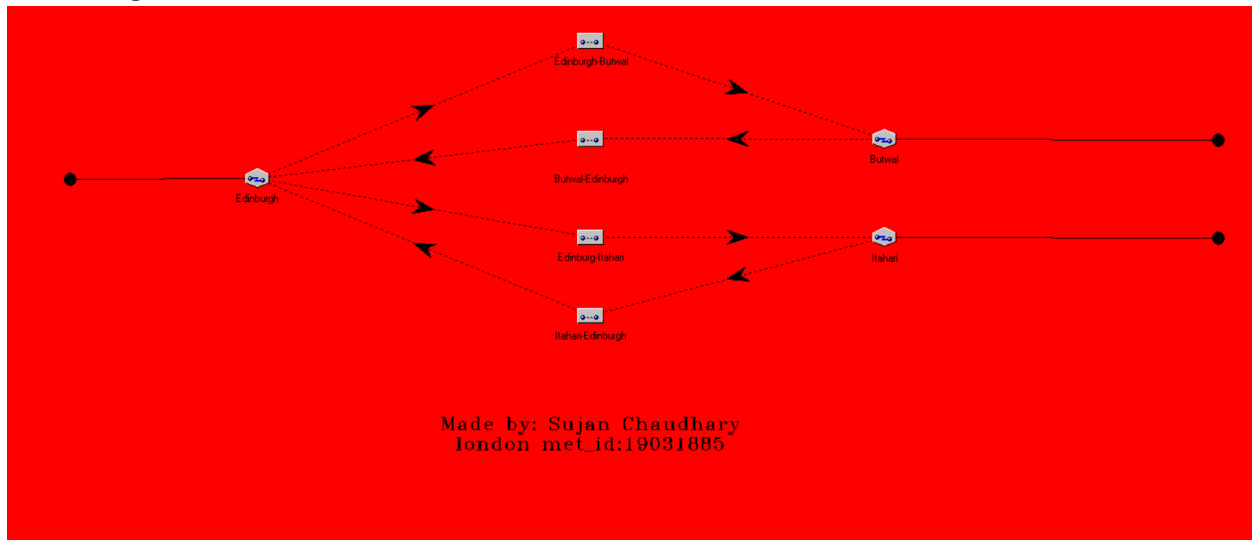 Edinburgh-Butwal
Butwal
Butwal-Edinburgh
Edinburgh
Edinburg-Itahari
Itahari
Itahari-Edinburgh
Made by: Sujan Chaudhary
london met_id:19031885